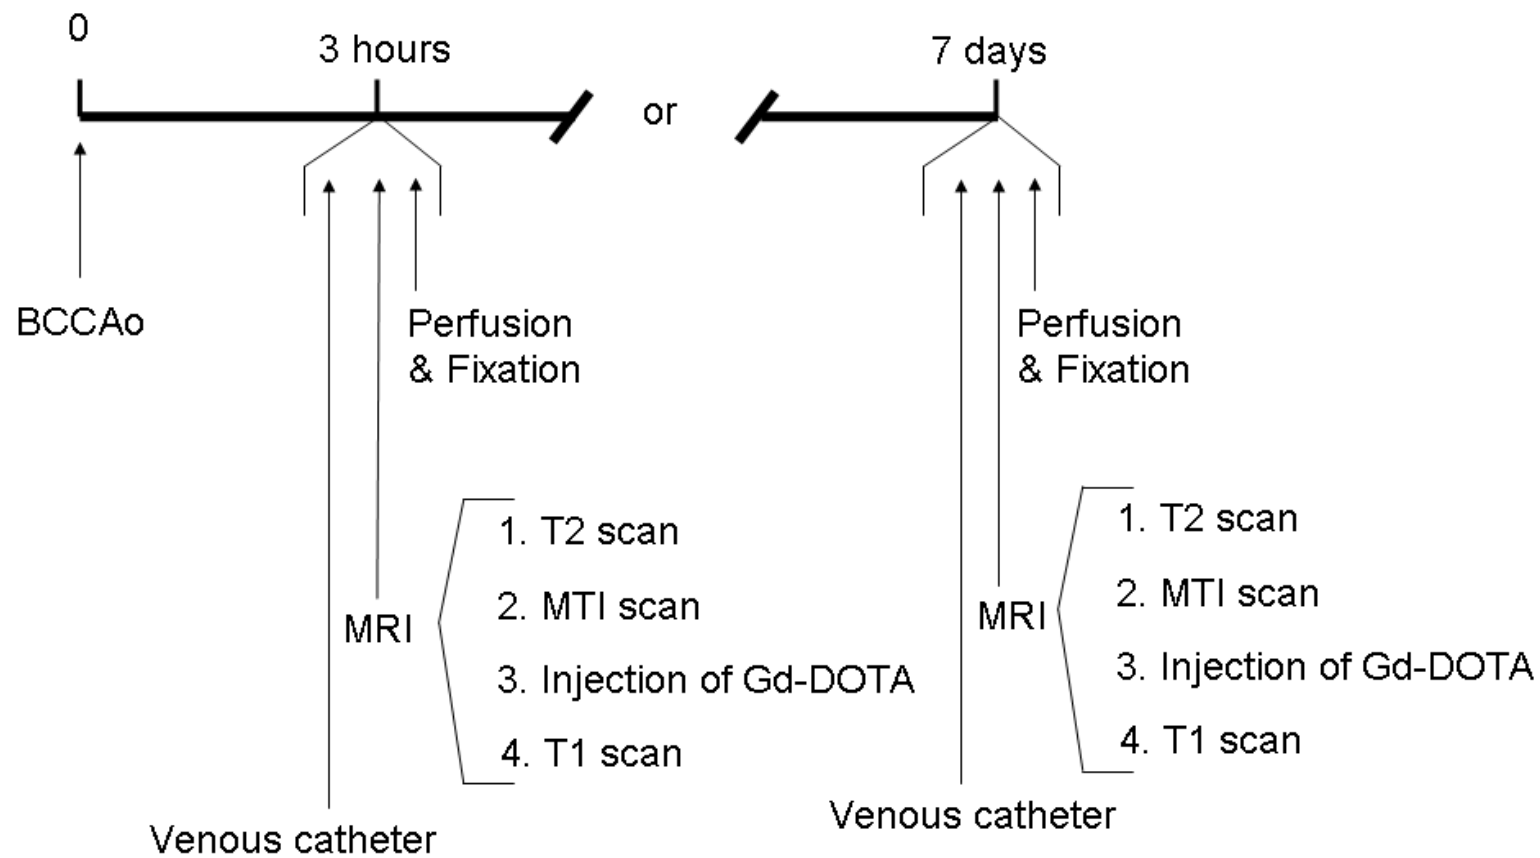 0
3 hours
or
7 days
BCCAo
Perfusion
& Fixation
MRI
1. T2 scan
2. MTI scan
3. Injection of Gd-DOTA
4. T1 scan
Venous catheter
Perfusion
& Fixation
MRI
1. T2 scan
2. MTI scan
3. Injection of Gd-DOTA
4. T1 scan
Venous catheter